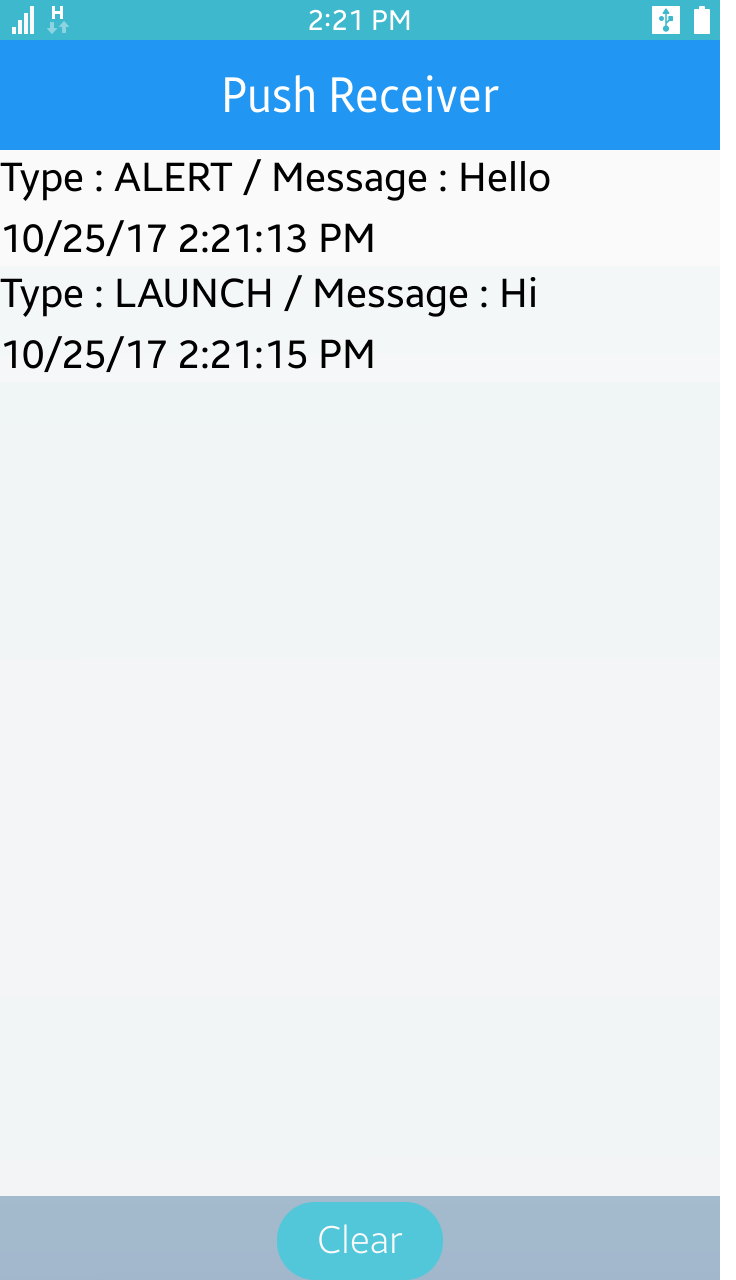 H
2:21 PM
Push Receiver
Type : ALERT / Message : Hello
10/25/17 2:21:13 PM
Type : LAUNCH / Message : Hi
10/25/17 2:21:15 PM
Clear